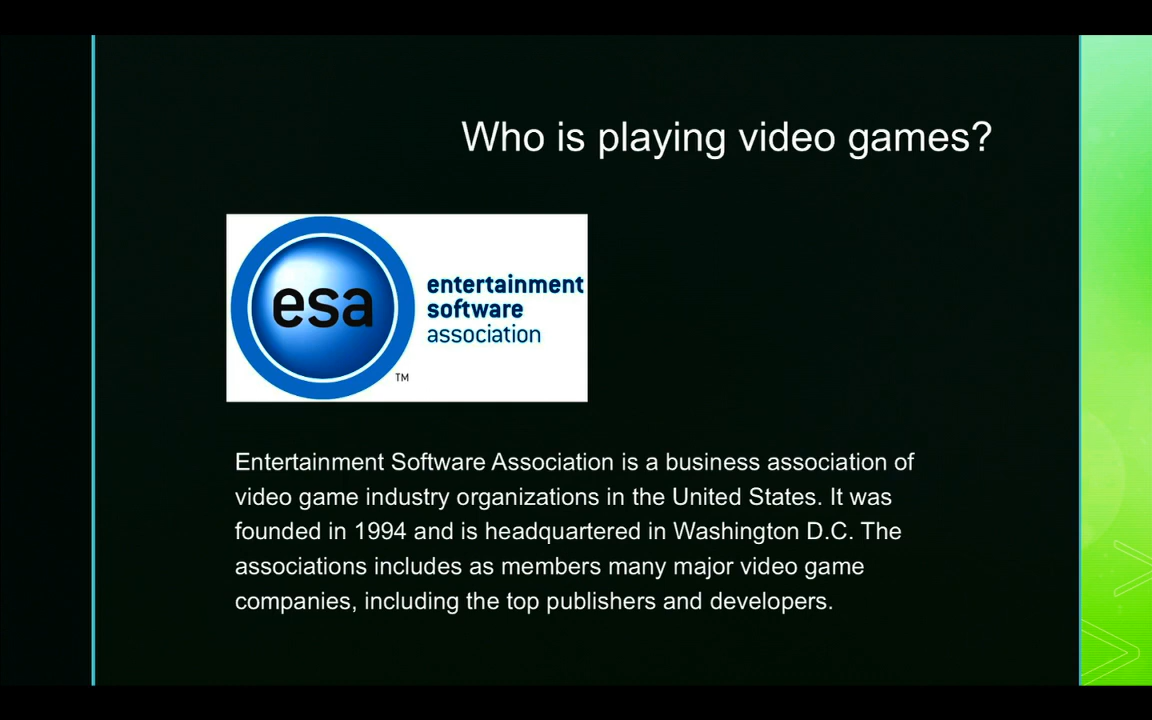 Who is playing video games?
esa
entertainment
software
association
TM
Entertainment Software Association is a business association of
video game industry organizations in the United States. It was
founded in 1994 and is headquartered in Washington D.C. The
associations includes as members many major video game
companies, including the top publishers and developers.